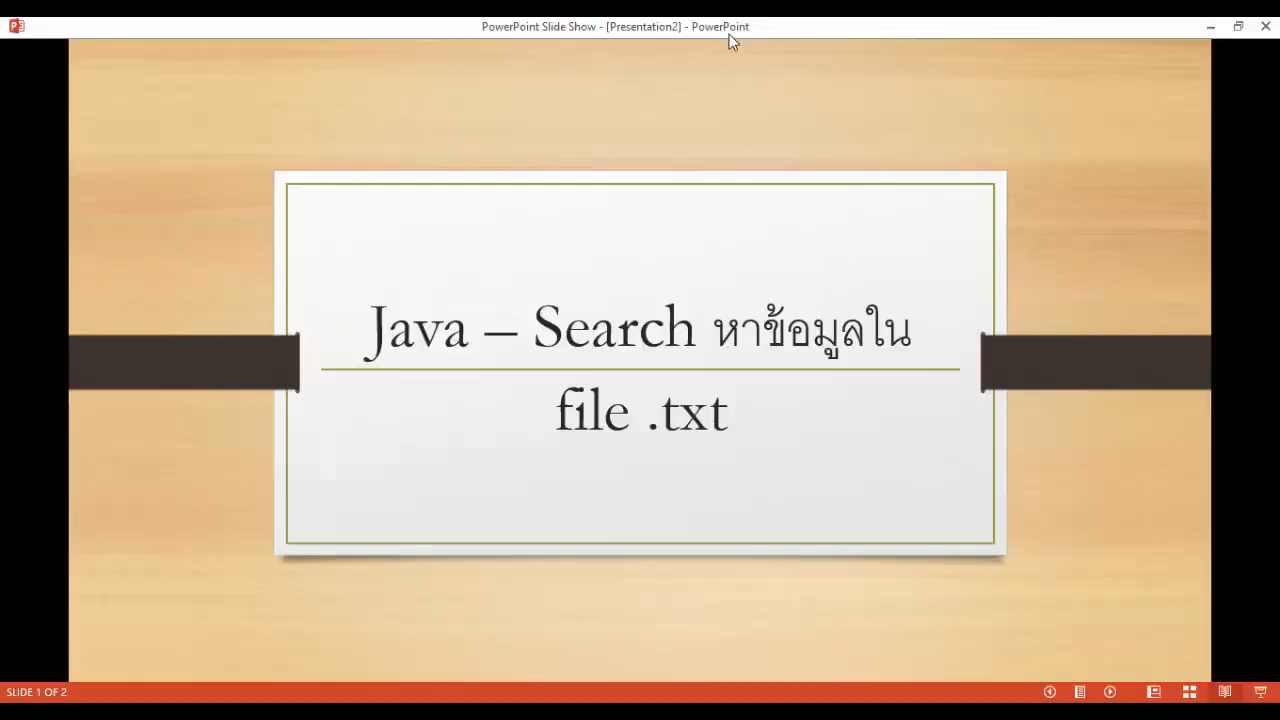 PowerPoint Slide Show - [Presentation2] - PowerPoint
Java – Search หาข้อมูลใน
file .txt
SLIDE 1 OF 2